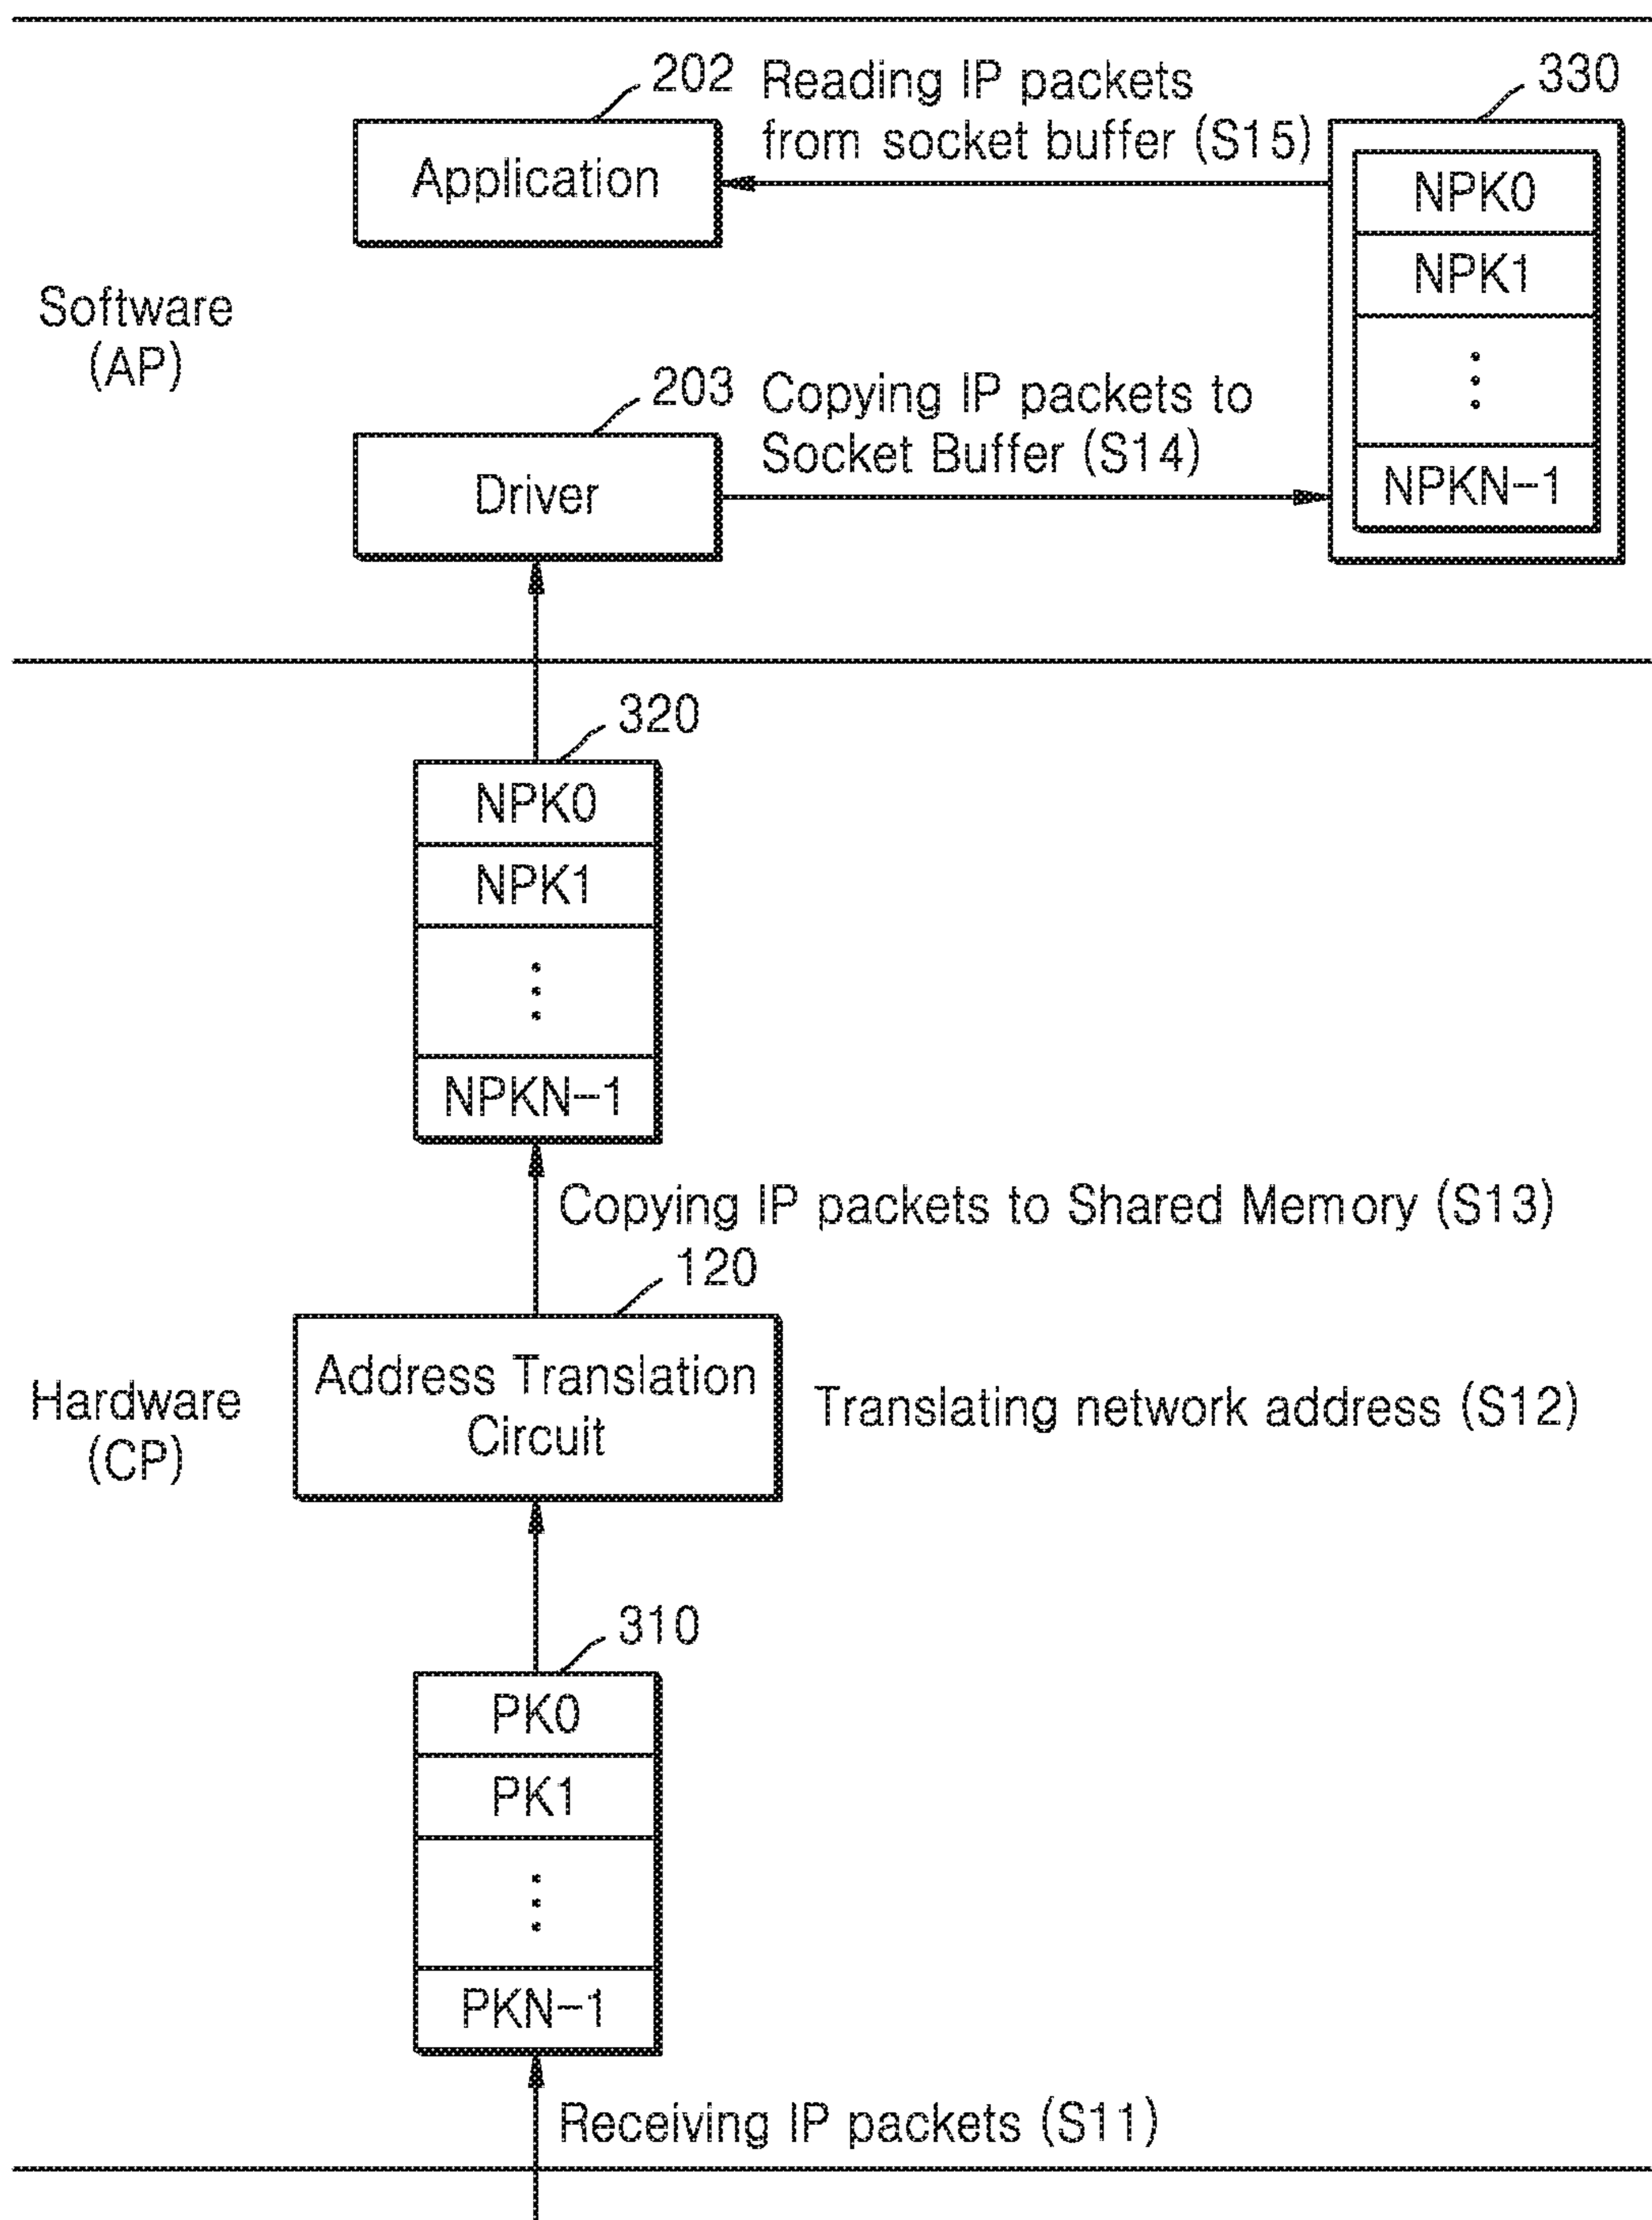 202
Reading IP packets
from socket buffer (S15)
330
Application
NPK0
NPK1
NPKN-1
Software
(AP)
203
Copying IP packets to
Socket Buffer (S14)
Driver
320
NPK0
NPK1
NPKN-1
Copying IP packets to Shared Memory (S13)
120
Address Translation
Circuit
Translating network address (S12)
Hardware
(CP)
310
PK0
PK1
PKN-1
Receiving IP packets (S11)